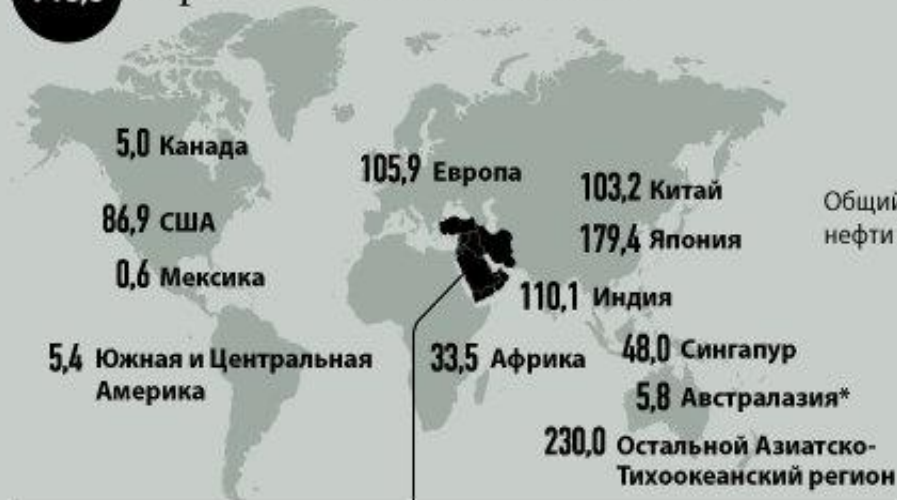 5,0 Канада
105,9 Европа
103,2 Китай
Общий
86,9 США
179,4 Япония
нефти
0,6 Мексика
110,1 Индия
5,4 Южная и Центральная
Америка
33,5 Африка
48,0 Сингапур
5,8 Австралазия*
230,0 Остальной Азиатско-
Тихоокеанский регион